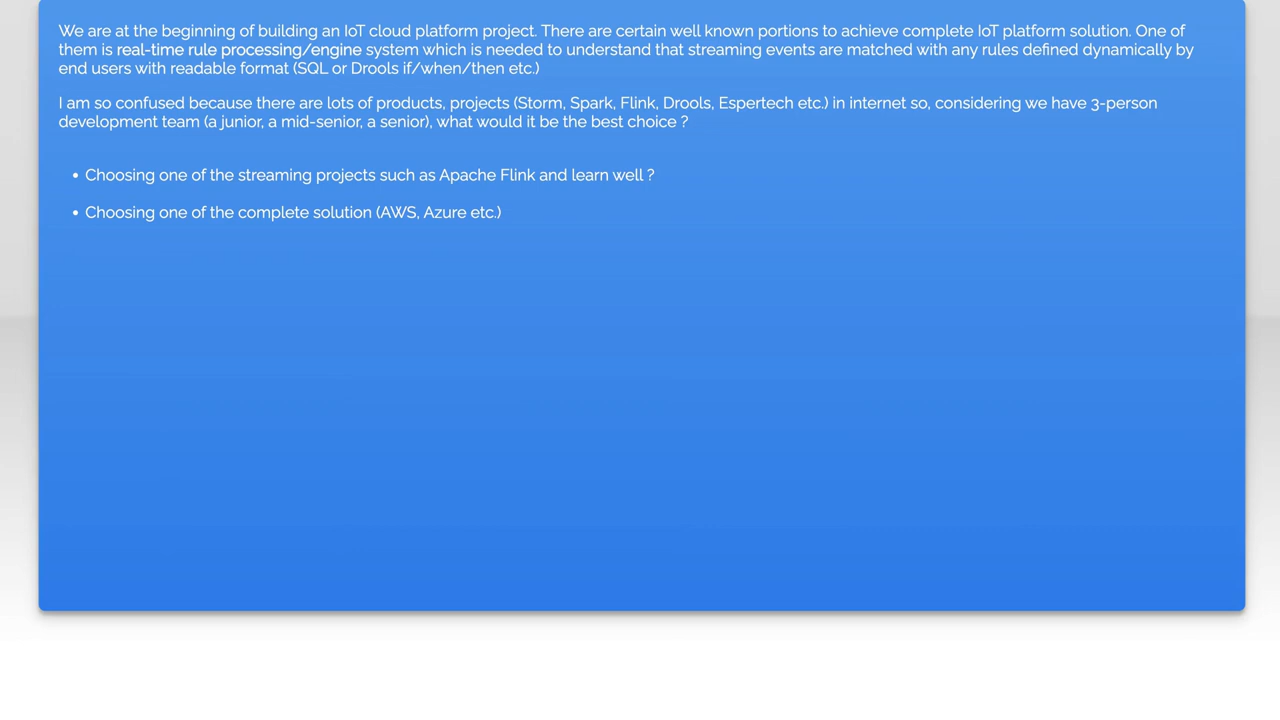 We are at the beginning of building an IoT cloud platform project. There are certain well known portions to achieve complete IoT platform solution. One of
them is real-time rule processing/engine system which is needed to understand that streaming events are matched with any rules defined dynamically by
end users with readable format (SQL or Drools if/when/then etc.)
I am so confused because there are lots of products, projects (Storm, Spark, Flink, Drools, Espertech etc.) in internet so, considering we have 3-person
development team (a junior, a mid-senior, a senior), what would it be the best choice ?
• Choosing one of the streaming projects such as Apache Flink and learn well ?
• Choosing one of the complete solution (AWS, Azure etc.)